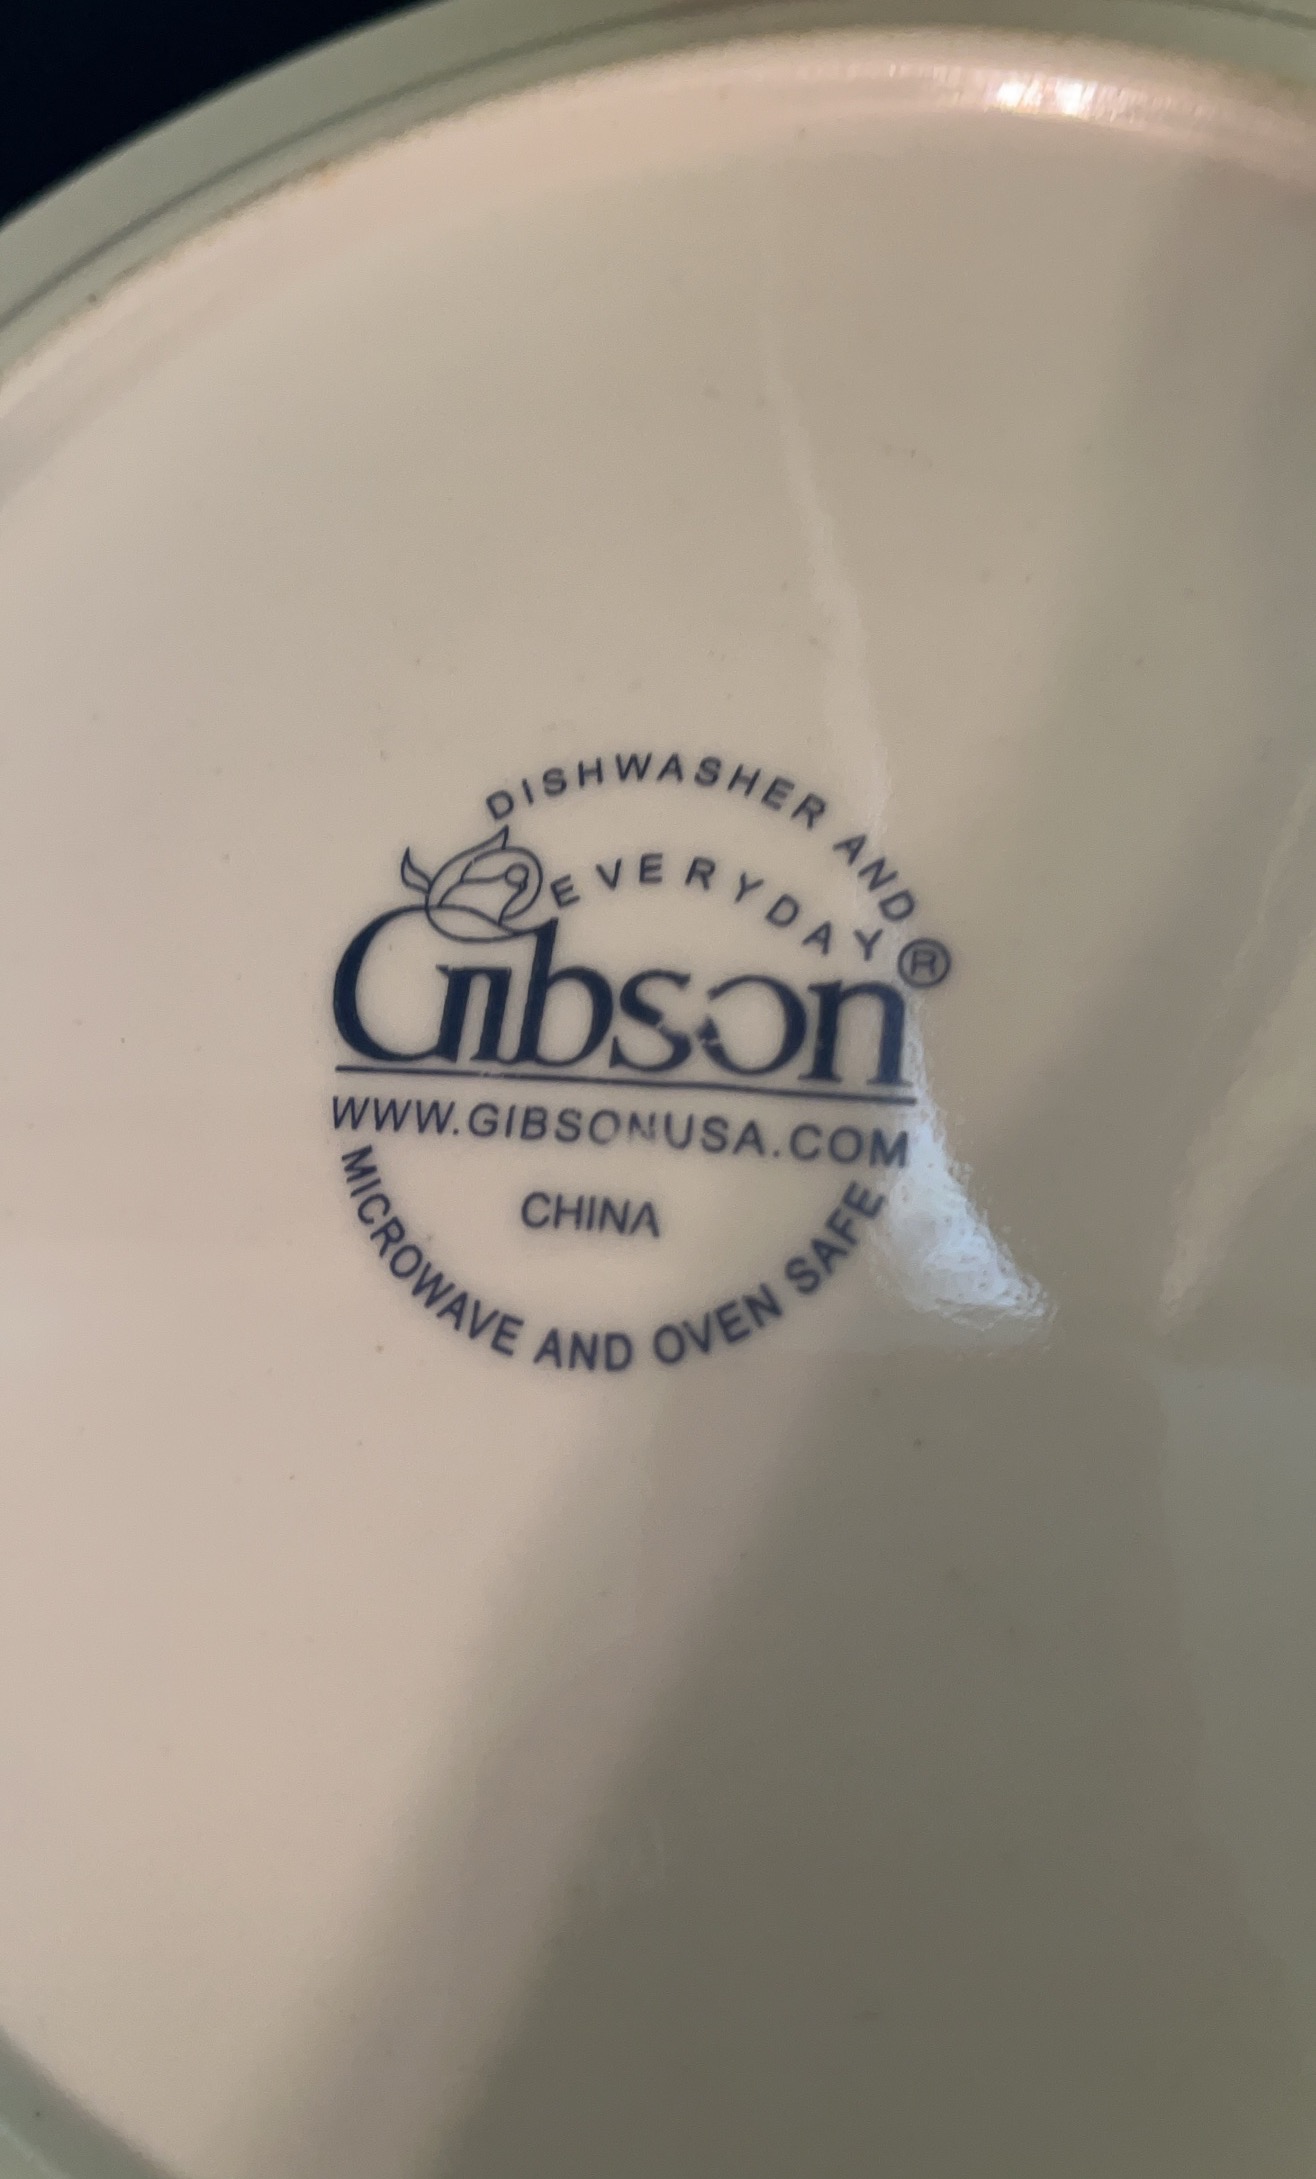 DISHWASHER AND
EVERYDAY®
Gibson
WWW.GIBSONUSA.COM
CHINA
MICROWAVE AND OVEN SAFE